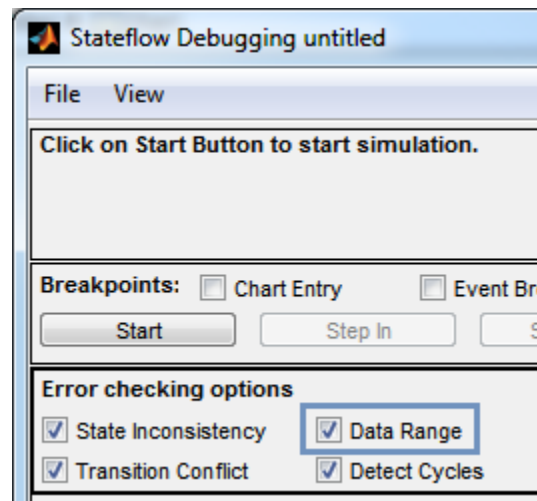 Stateflow Debugging untitled
File View
Click on Start Button to start simulation.
Breakpoints: Chart Entry Event
Start Step In
Error checking options
State Inconsistency Data Range
Transition Conflict Detect Cycles